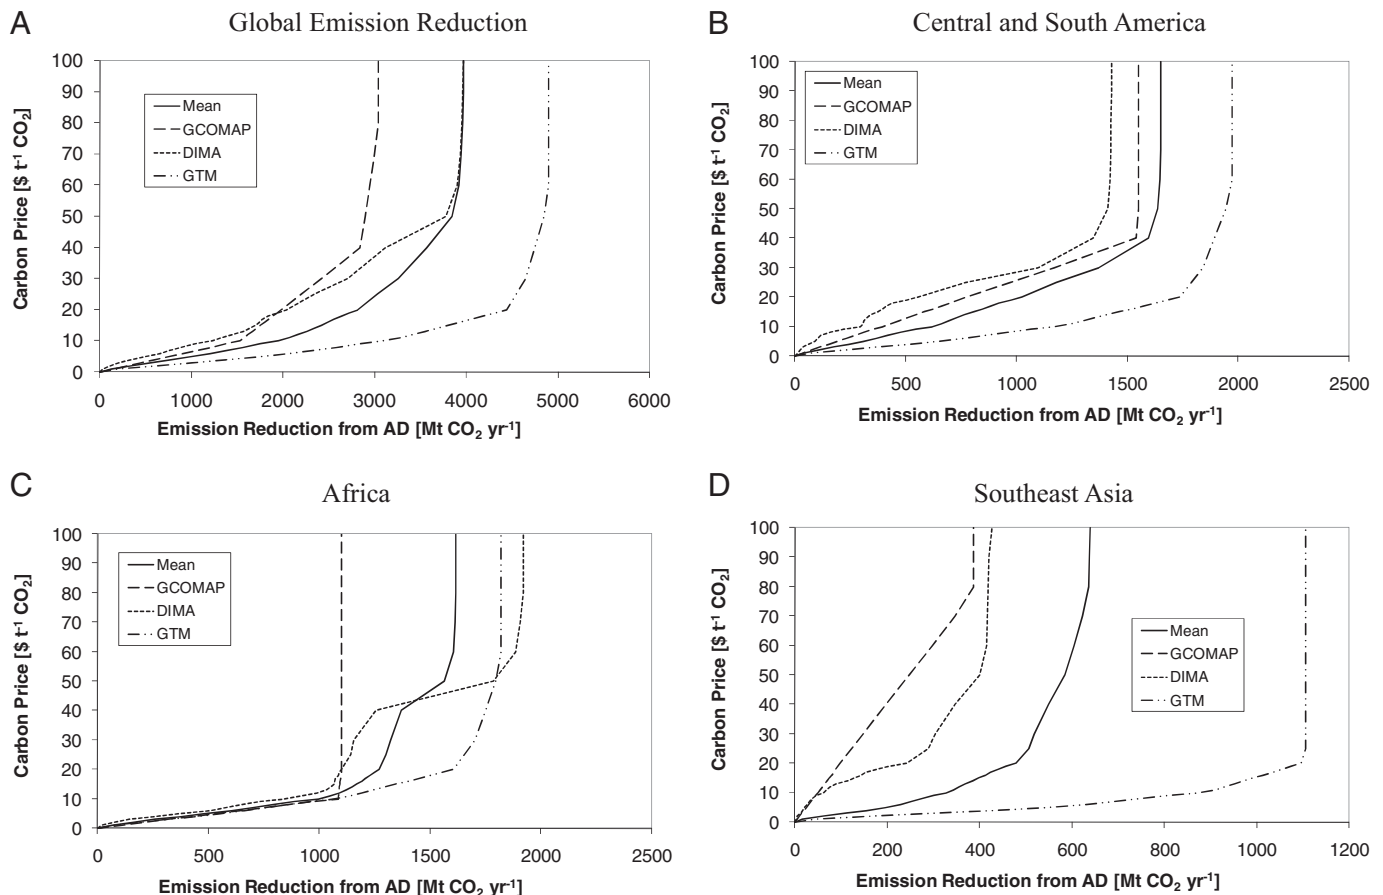 A
Global Emission Reduction
Carbon Price [$ t⁻¹ CO₂]
100
90
80
70
60
50
40
30
20
10
0
Mean
GCOMAP
DIMA
GTM
0 1000 2000 3000 4000 5000 6000
Emission Reduction from AD [Mt CO₂ yr⁻¹]
B
Central and South America
Carbon Price [$ t⁻¹ CO₂]
100
90
80
70
60
50
40
30
20
10
0
Mean
GCOMAP
DIMA
GTM
0 500 1000 1500 2000 2500
Emission Reduction from AD [Mt CO₂ yr⁻¹]
C
Africa
Carbon Price [$ t⁻¹ CO₂]
100
90
80
70
60
50
40
30
20
10
0
Mean
GCOMAP
DIMA
GTM
0 500 1000 1500 2000 2500
Emission Reduction from AD [Mt CO₂ yr⁻¹]
D
Southeast Asia
Carbon Price [$ t⁻¹ CO₂]
100
90
80
70
60
50
40
30
20
10
0
Mean
GCOMAP
DIMA
GTM
0 200 400 600 800 1000 1200
Emission Reduction from AD [Mt CO₂ yr⁻¹]